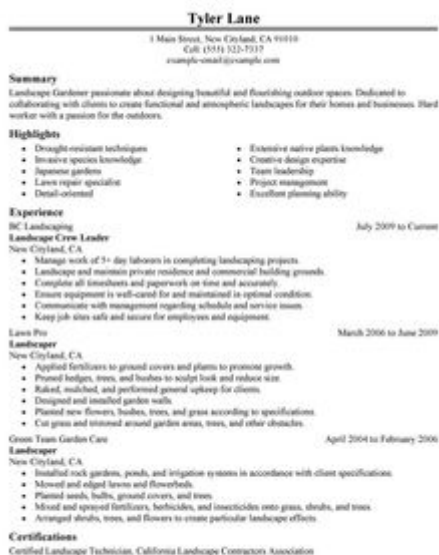 Tyler Lane
1 Main Street, New Cityland, CA 91010
Cell: (555) 322-7337
example-email@example.com
Summary
Landscape Gardener passionate about designing beautiful and flourishing outdoor spaces. Dedicated to
collaborating with clients to create functional and atmospheric landscapes for their homes and businesses. Hard
worker with a passion for the outdoors.
Highlights
• Drought-resistant techniques
• Invasive species knowledge
• Japanese gardens
• Lawn repair specialist
• Detail-oriented
• Extensive native plants knowledge
• Creative design expertise
• Team leadership
• Project management
• Excellent planning ability
Experience
BC Landscaping July 2009 to Current
Landscape Crew Leader
New Cityland, CA
• Manage work of 5+ day laborers in completing landscaping projects.
• Landscape and maintain private residence and commercial building grounds.
• Complete all timesheets and paperwork on time and accurately.
• Ensure equipment is well-cared for and maintained in optimal condition.
• Communicate with management regarding schedule and service issues.
• Keep job sites safe and secure for employees and equipment.
Lawn Pro March 2006 to June 2009
Landscaper
New Cityland, CA
• Applied fertilizers to ground covers and plants to promote growth.
• Pruned hedges, trees, and bushes to sculpt look and reduce size.
• Raked, mulched, and performed general upkeep for clients.
• Designed and installed garden walls.
• Planted new flowers, bushes, trees, and grass according to specifications.
• Cut grass and trimmed around garden areas, trees, and other obstacles.
Green Team Garden Care April 2004 to February 2006
Landscaper
New Cityland, CA
• Installed rock gardens, ponds, and irrigation systems in accordance with client specifications.
• Mowed and edged lawns and flowerbeds.
• Planted seeds, bulbs, ground covers, and trees.
• Mixed and sprayed fertilizers, herbicides, and insecticides onto grass, shrubs, and trees.
• Arranged shrubs, trees, and flowers to create particular landscape effects.
Certifications
Certified Landscape Technician, California Landscape Contractors Association